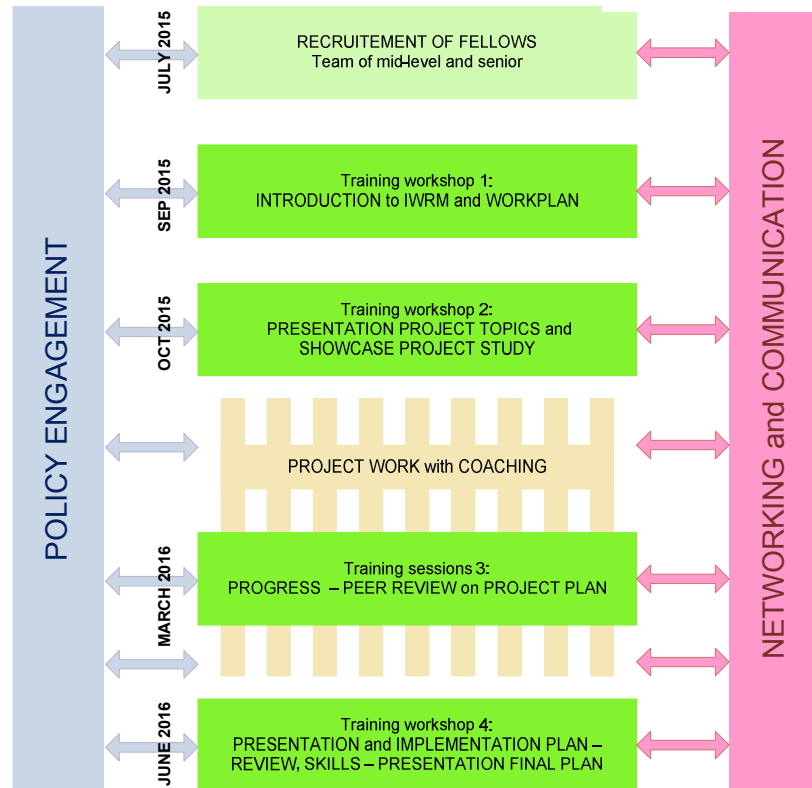 POLICY ENGAGEMENT
JULY 2015
RECRUITEMENT OF FELLOWS
Team of mid-level and senior
SEP 2015
Training workshop 1:
INTRODUCTION to IWRM and WORKPLAN
OCT 2015
Training workshop 2:
PRESENTATION PROJECT TOPICS and
SHOWCASE PROJECT STUDY
PROJECT WORK with COACHING
MARCH 2016
Training sessions 3:
PROGRESS – PEER REVIEW on PROJECT PLAN
JUNE 2016
Training workshop 4:
PRESENTATION and IMPLEMENTATION PLAN –
REVIEW, SKILLS – PRESENTATION FINAL PLAN
NETWORKING and COMMUNICATION